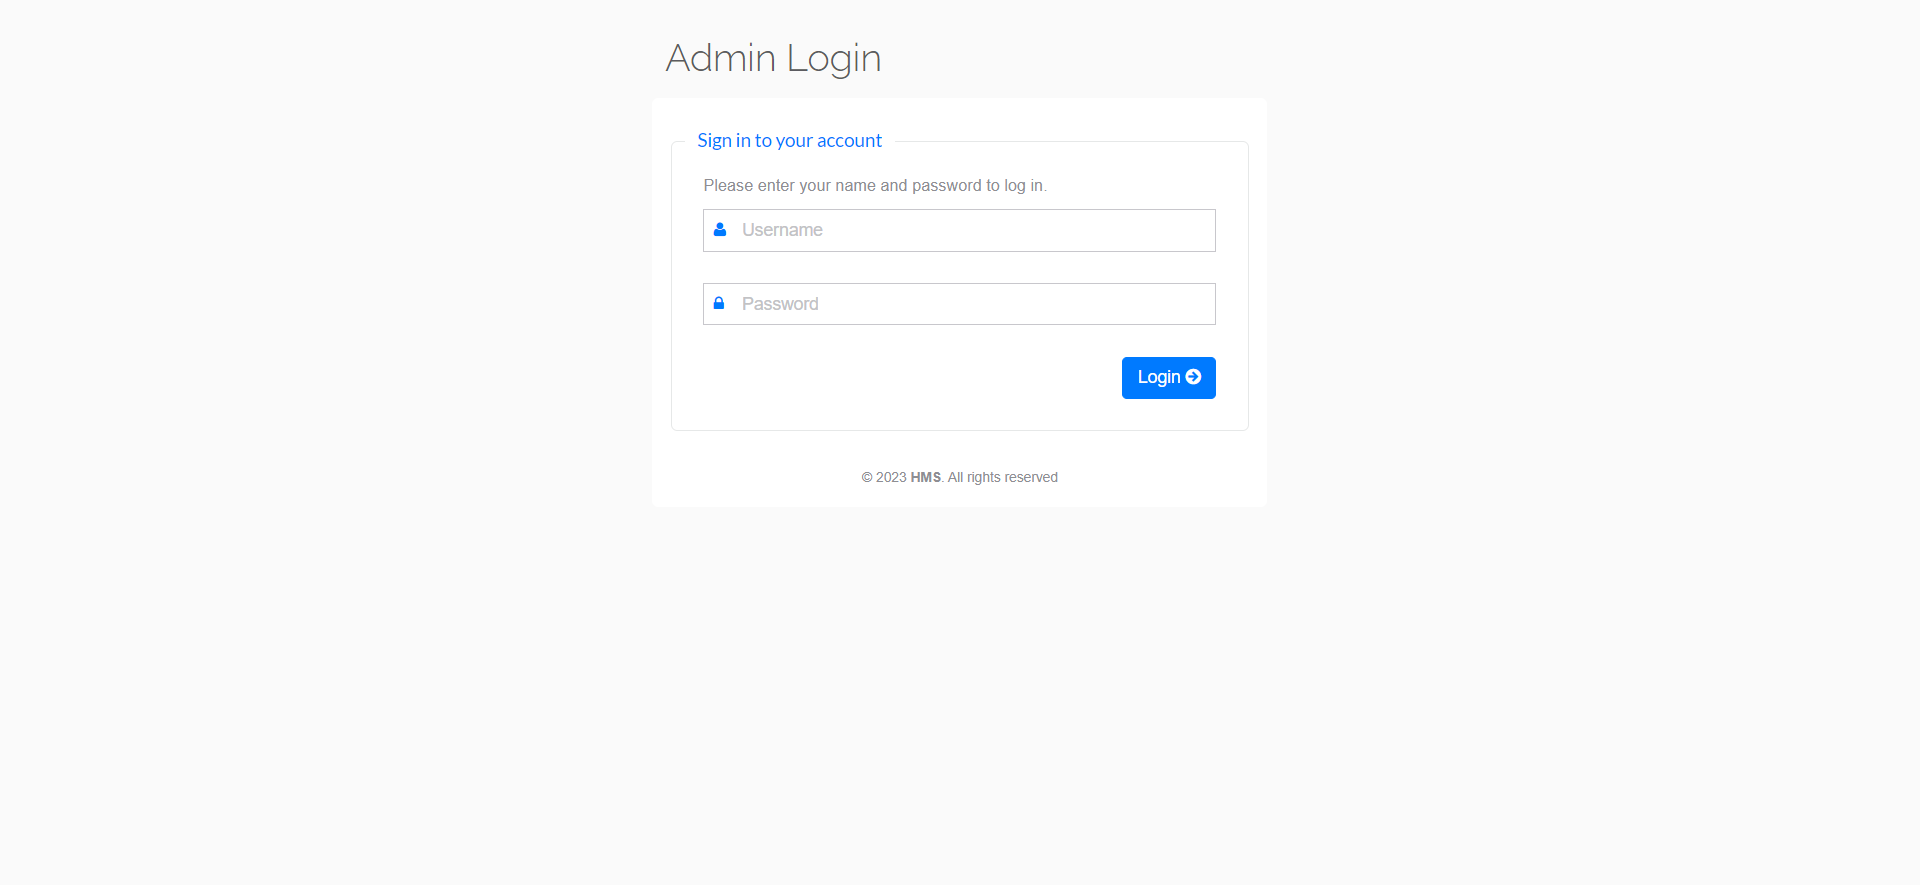 Admin Login
Sign in to your account
Please enter your name and password to log in.
Username
Password
Login
© 2023 HMS. All rights reserved